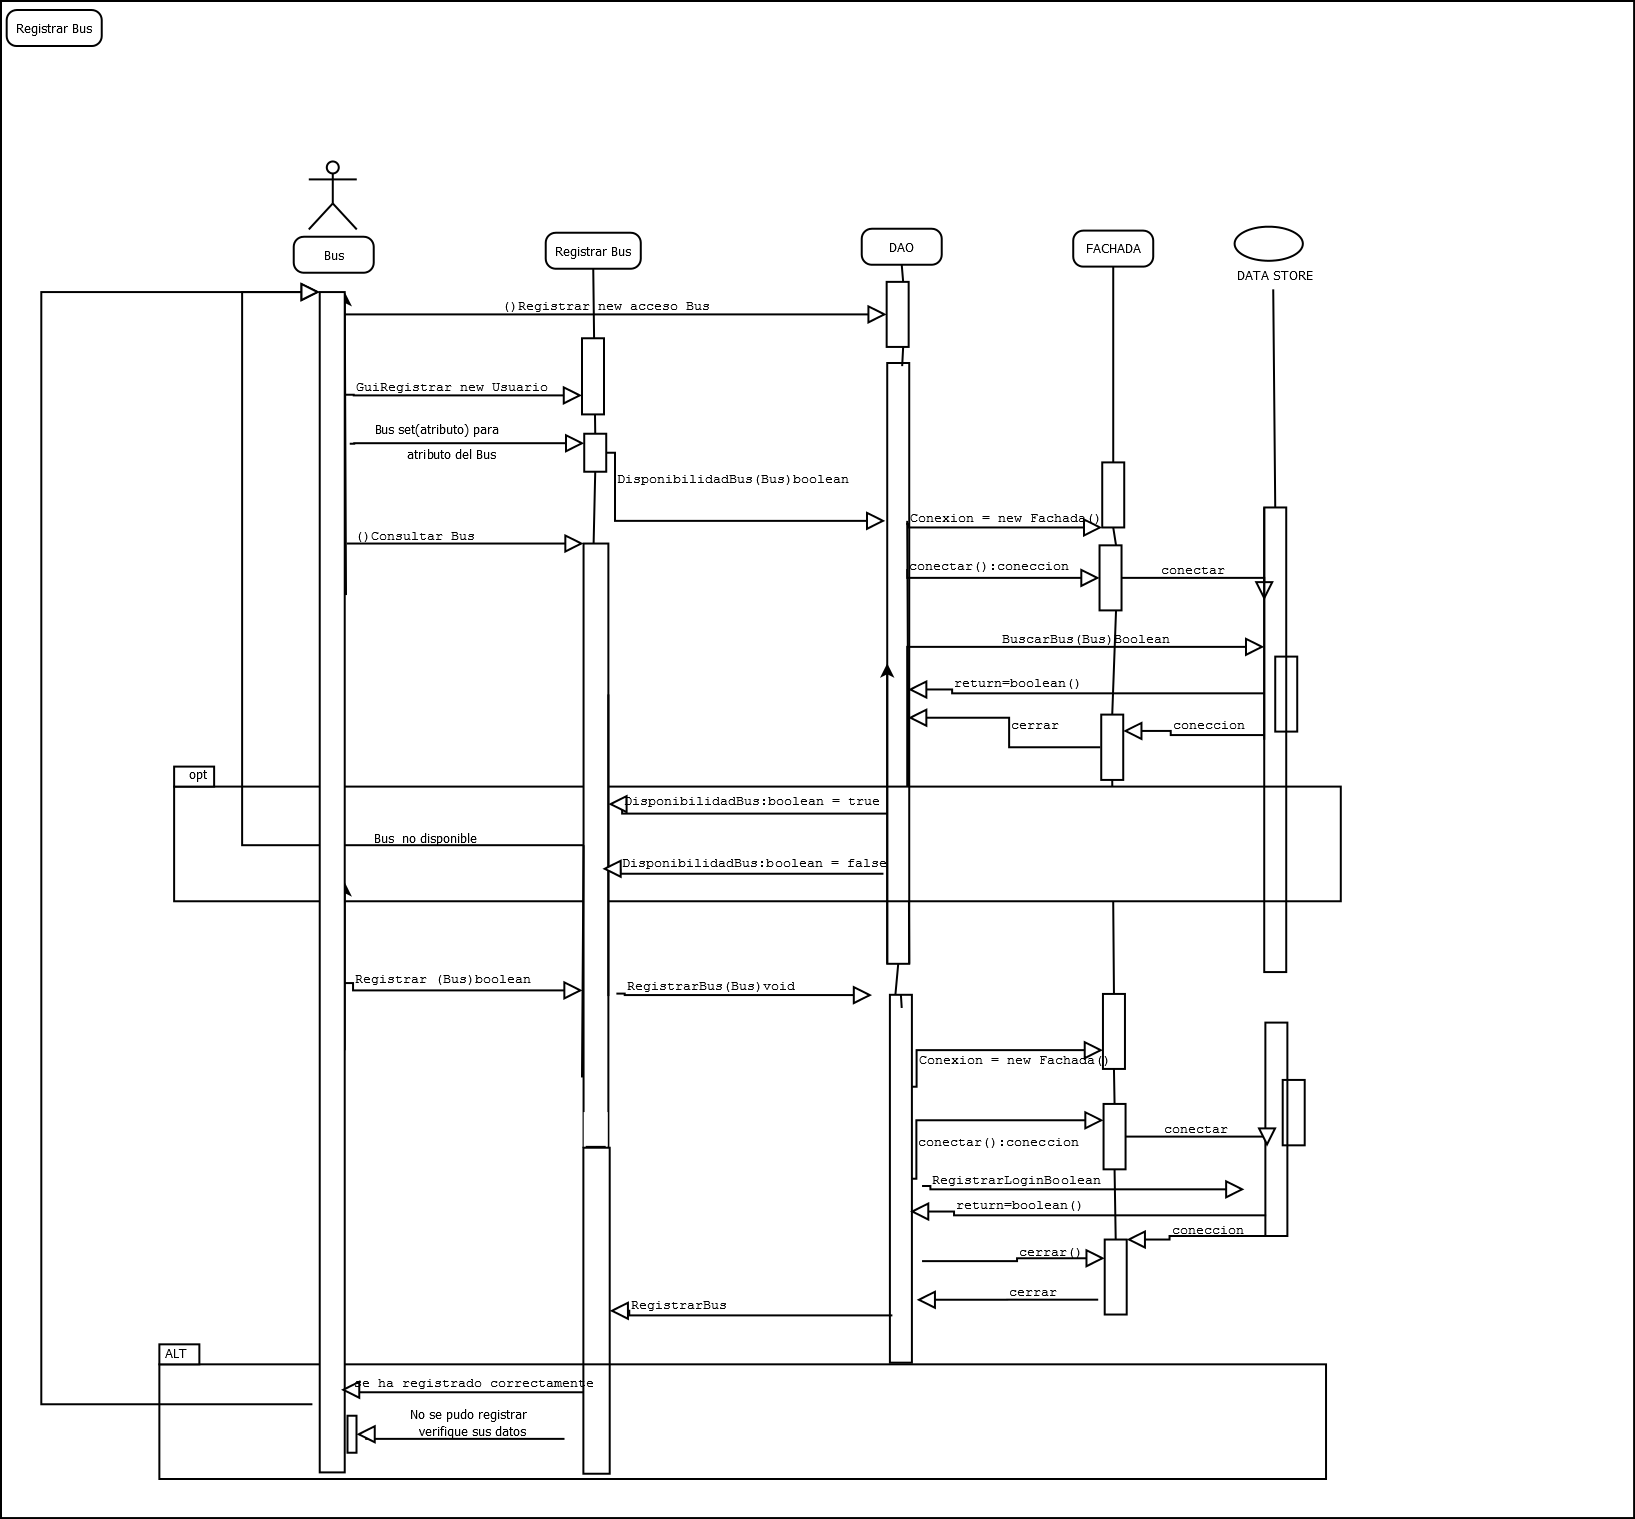 Registrar Bus
Bus
Registrar Bus
DAO
FACHADA
DATA STORE
()Registrar new acceso Bus
GuiRegistrar new Usuario
Bus set(atributo) para
atributo del Bus
DisponibilidadBus(Bus)boolean
Conexion = new Fachada()
()Consultar Bus
conectar():coneccion
conectar
BuscarBus(Bus)Boolean
return=boolean()
cerrar
coneccion
opt
DisponibilidadBus:boolean = true
Bus no disponible
DisponibilidadBus:boolean = false
Registrar (Bus)boolean
RegistrarBus(Bus)void
Conexion = new Fachada()
conectar
conectar():coneccion
RegistrarLoginBoolean
return=boolean()
coneccion
cerrar()
cerrar
RegistrarBus
ALT
se ha registrado correctamente
No se pudo registrar
verifique sus datos